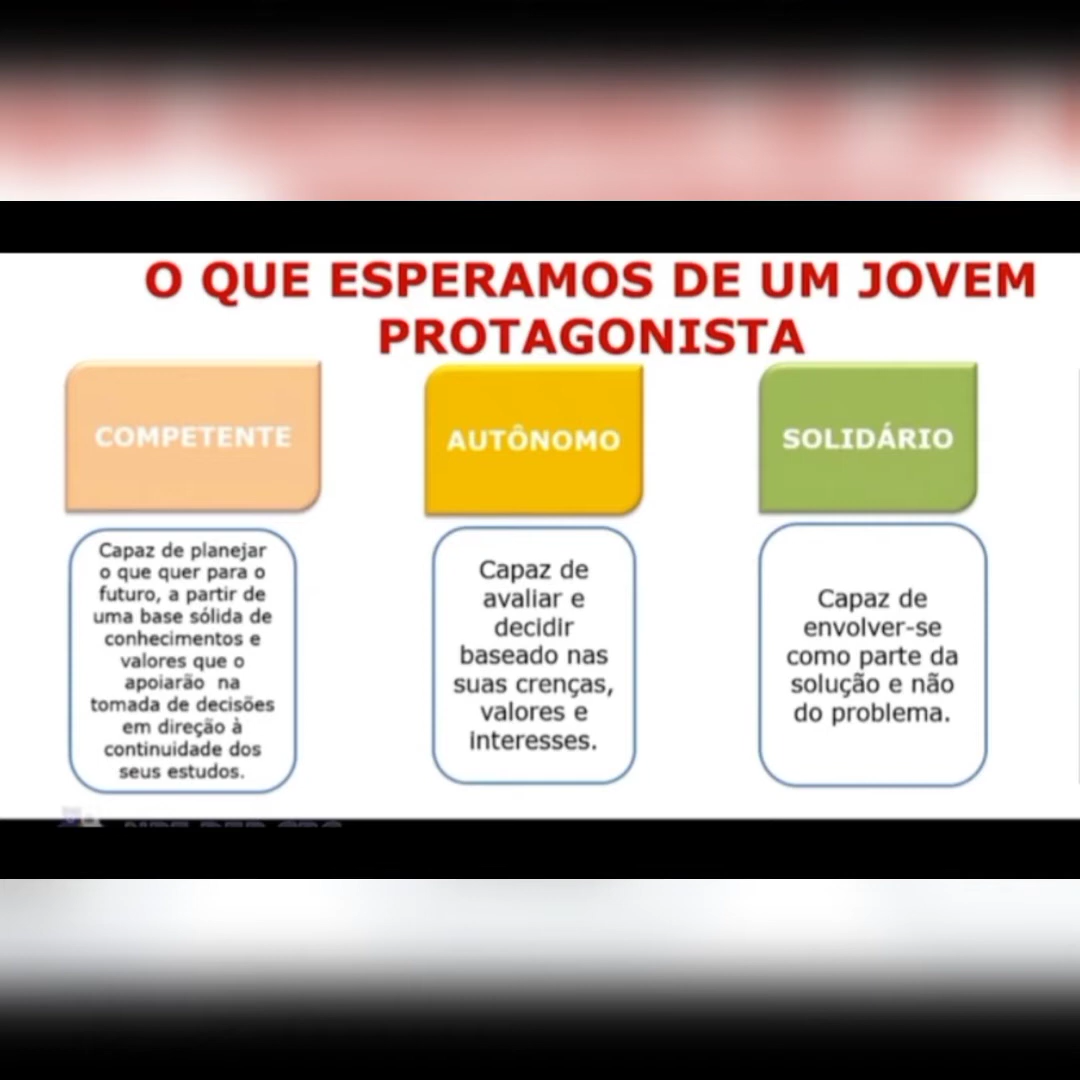 O QUE ESPERAMOS DE UM JOVEM
PROTAGONISTA
COMPETENTE
Capaz de planejar
o que quer para o
futuro, a partir de
uma base sólida de
conhecimentos e
valores que o
apoiarão na
tomada de decisões
em direção à
continuidade dos
seus estudos.
AUTÔNOMO
Capaz de
avaliar e
decidir
baseado nas
suas crenças,
valores e
interesses.
SOLIDÁRIO
Capaz de
envolver-se
como parte da
solução e não
do problema.